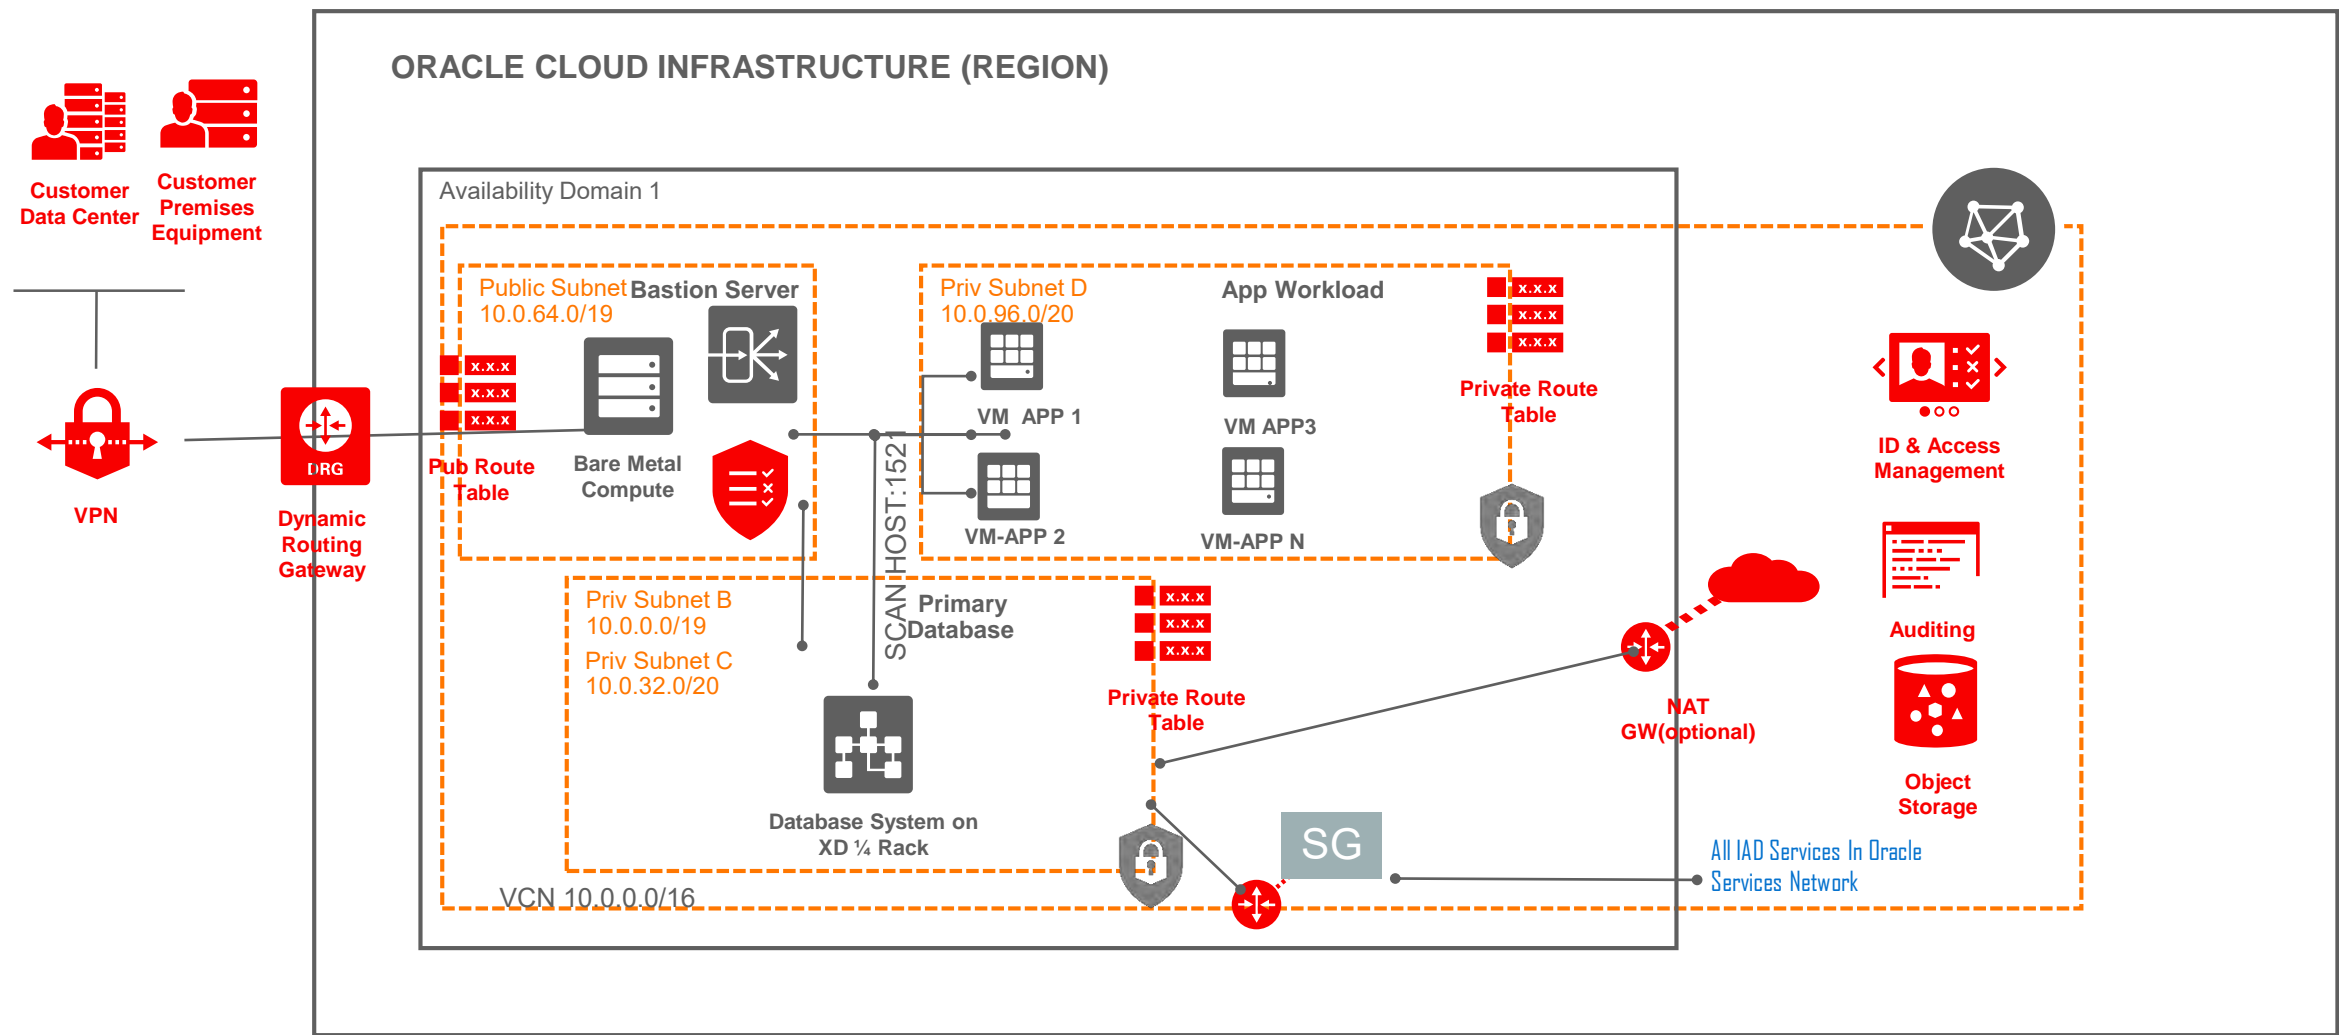 ORACLE CLOUD INFRASTRUCTURE (REGION)
Customer
Data Center
Customer
Premises
Equipment
VPN
DRG
Dynamic
Routing
Gateway
Availability Domain 1
Public Subnet
10.0.64.0/19
Bastion Server
x.x.x
x.x.x
x.x.x
Pub Route
Table
Bare Metal
Compute
SCAN HOST:1521
Priv Subnet D
10.0.96.0/20
App Workload
VM APP 1
VM APP3
VM-APP 2
VM-APP N
x.x.x
x.x.x
x.x.x
Private Route
Table
Priv Subnet B
10.0.0.0/19
Priv Subnet C
10.0.32.0/20
Primary
Database
x.x.x
x.x.x
x.x.x
Private Route
Table
Database System on
XD ¼ Rack
VCN 10.0.0.0/16
SG
NAT
GW(optional)
ID & Access
Management
Auditing
Object
Storage
All IAD Services In Oracle
Services Network